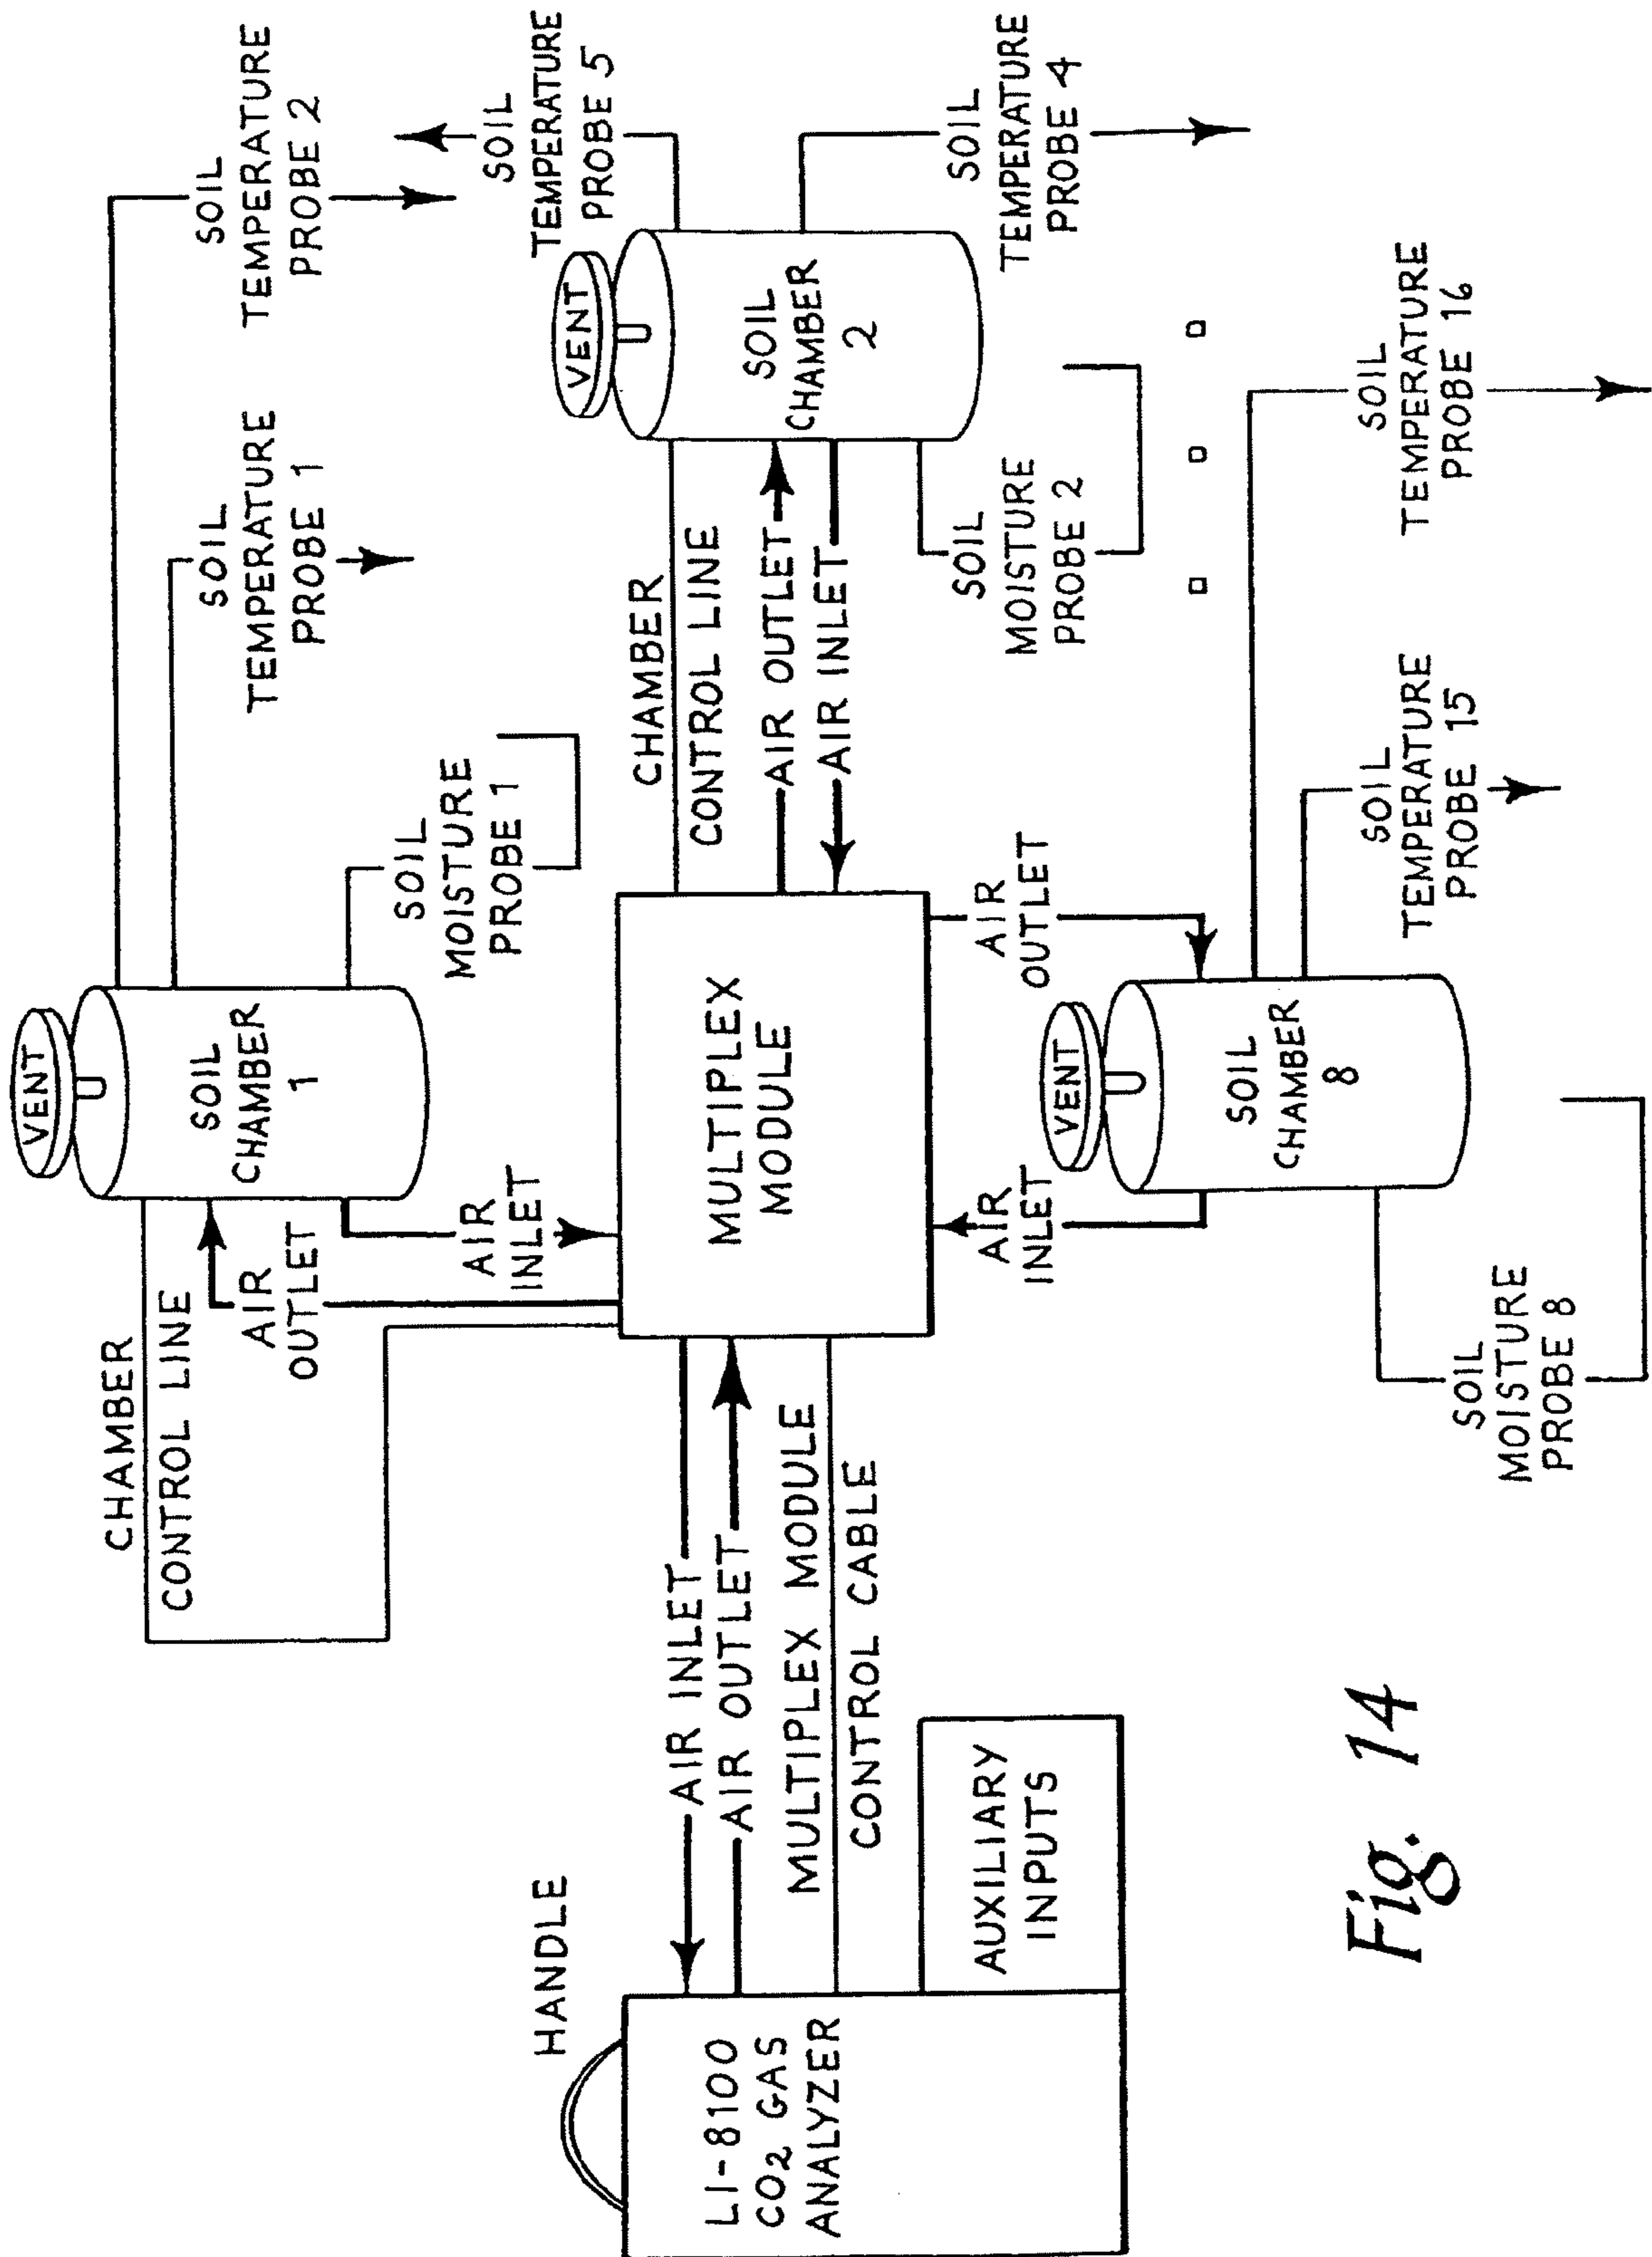 VENT
SOIL
CHAMBER
1
CHAMBER
CONTROL LINE
AIR
OUTLET
AIR
INLET
SOIL
MOISTURE
PROBE 1
SOIL
TEMPERATURE
PROBE 1
SOIL
TEMPERATURE
PROBE 2
HANDLE
LI-8100
CO2 GAS
ANALYZER
AIR INLET
AIR OUTLET
MULTIPLEX MODULE
CONTROL CABLE
AUXILIARY
INPUTS
MULTIPLEX
MODULE
CHAMBER
CONTROL LINE
AIR OUTLET
AIR INLET
VENT
SOIL
CHAMBER
2
SOIL
TEMPERATURE
PROBE 5
SOIL
TEMPERATURE
PROBE 4
SOIL
MOISTURE
PROBE 2
AIR
INLET
AIR
OUTLET
VENT
SOIL
CHAMBER
8
SOIL
MOISTURE
PROBE 8
SOIL
TEMPERATURE
PROBE 15
SOIL
TEMPERATURE
PROBE 16
Fig. 14